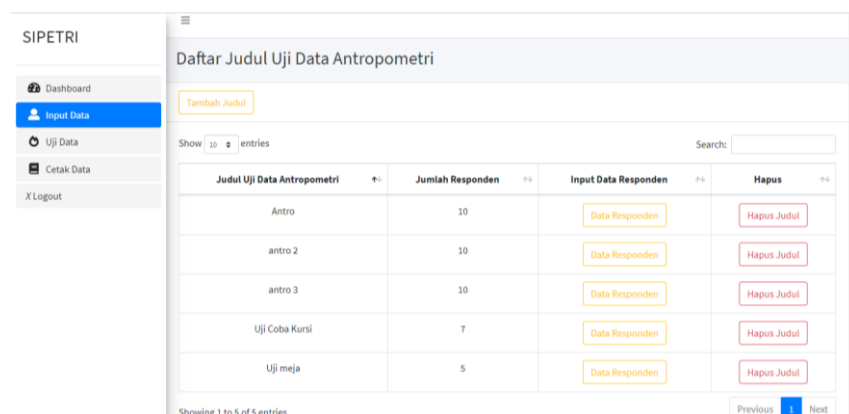 SIPETRI
Dashboard
Input Data
Uji Data
Cetak Data
X Logout
Daftar Judul Uji Data Antropometri
Tambah Judul
Show 10 entries
Search:
Judul Uji Data Antropometri Jumlah Responden Input Data Responden Hapus
Antro 10 Data Responden Hapus Judul
antro 2 10 Data Responden Hapus Judul
antro 3 10 Data Responden Hapus Judul
Uji Coba Kursi 7 Data Responden Hapus Judul
Uji meja 5 Data Responden Hapus Judul
Showing 1 to 5 of 5 entries
Previous 1 Next